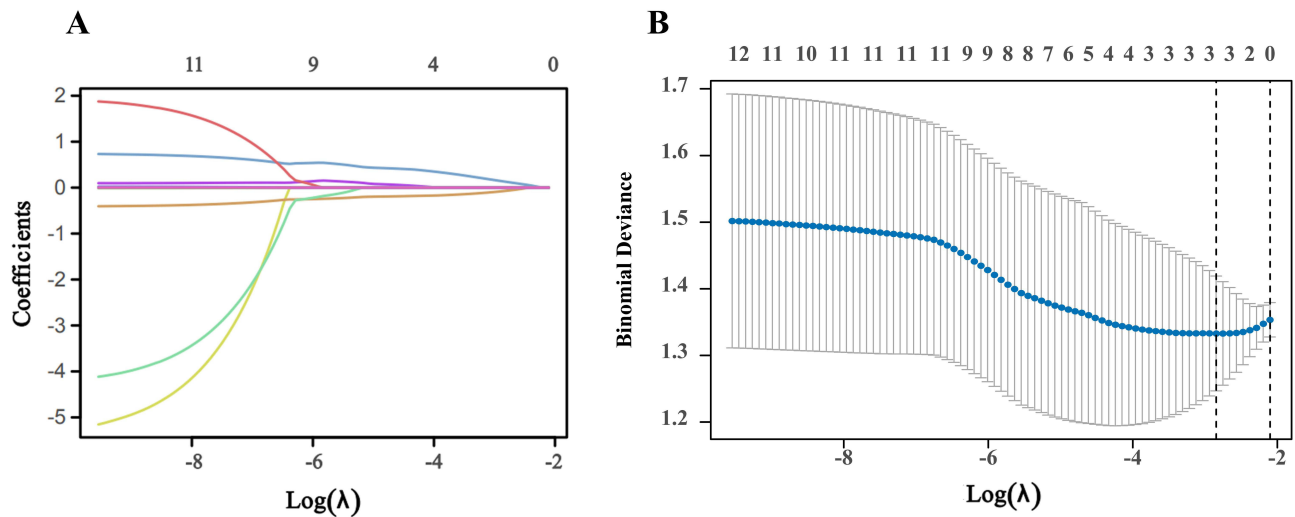 A
11 9 4 0
2
1
0
-1
-2
-3
-4
-5
Coefficients
-8 -6 -4 -2
Log(λ)
B
12 11 10 11 11 11 11 9 9 8 8 7 6 5 4 4 3 3 3 3 3 2 0
1.7
1.6
1.5
1.4
1.3
1.2
Binomial Deviance
-8 -6 -4 -2
Log(λ)